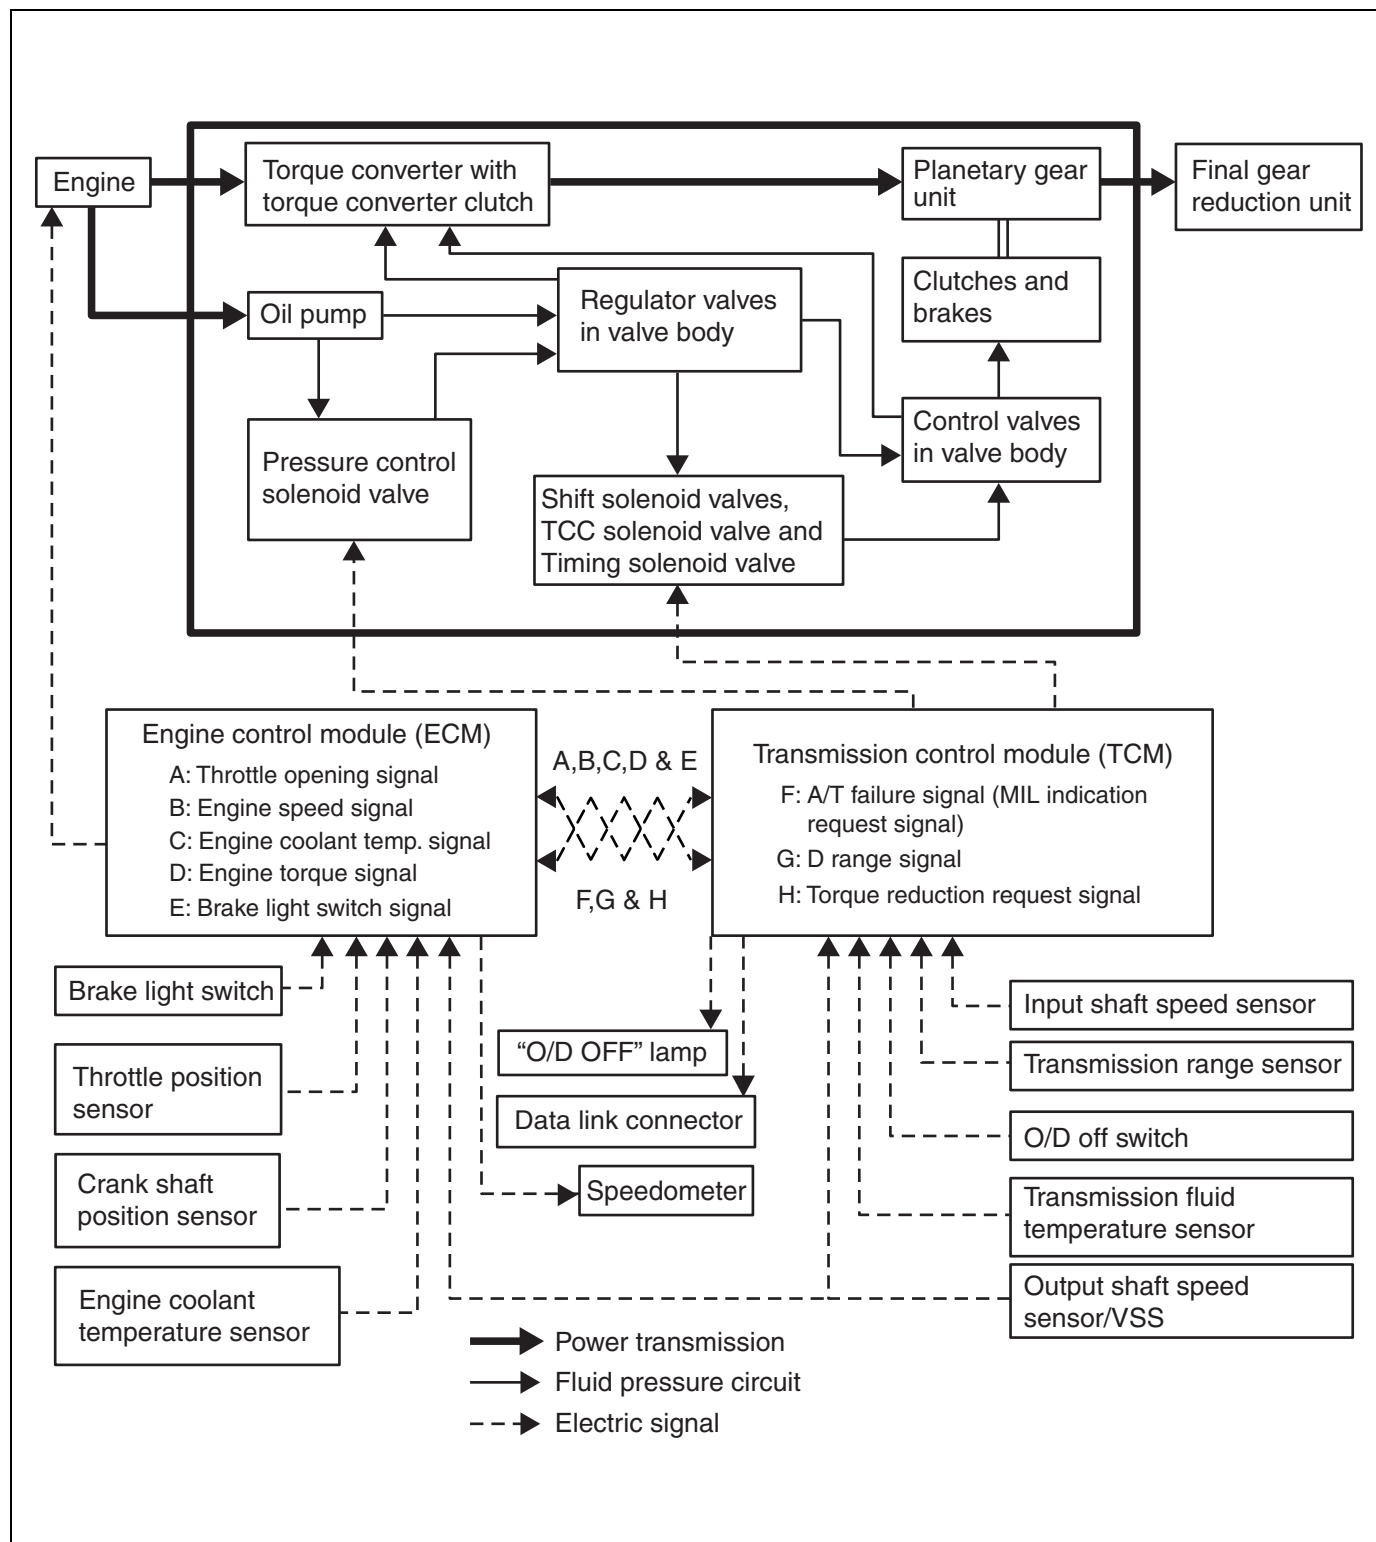 Engine
Torque converter with
torque converter clutch
Planetary gear
unit
Final gear
reduction unit
Oil pump
Regulator valves
in valve body
Clutches and
brakes
Pressure control
solenoid valve
Control valves
in valve body
Shift solenoid valves,
TCC solenoid valve and
Timing solenoid valve
Engine control module (ECM)
A: Throttle opening signal
B: Engine speed signal
C: Engine coolant temp. signal
D: Engine torque signal
E: Brake light switch signal
A,B,C,D & E
F,G & H
Transmission control module (TCM)
F: A/T failure signal (MIL indication
request signal)
G: D range signal
H: Torque reduction request signal
Brake light switch
Throttle position
sensor
Crank shaft
position sensor
Engine coolant
temperature sensor
“O/D OFF” lamp
Data link connector
Speedometer
Input shaft speed sensor
Transmission range sensor
O/D off switch
Transmission fluid
temperature sensor
Output shaft speed
sensor/VSS
Power transmission
Fluid pressure circuit
Electric signal